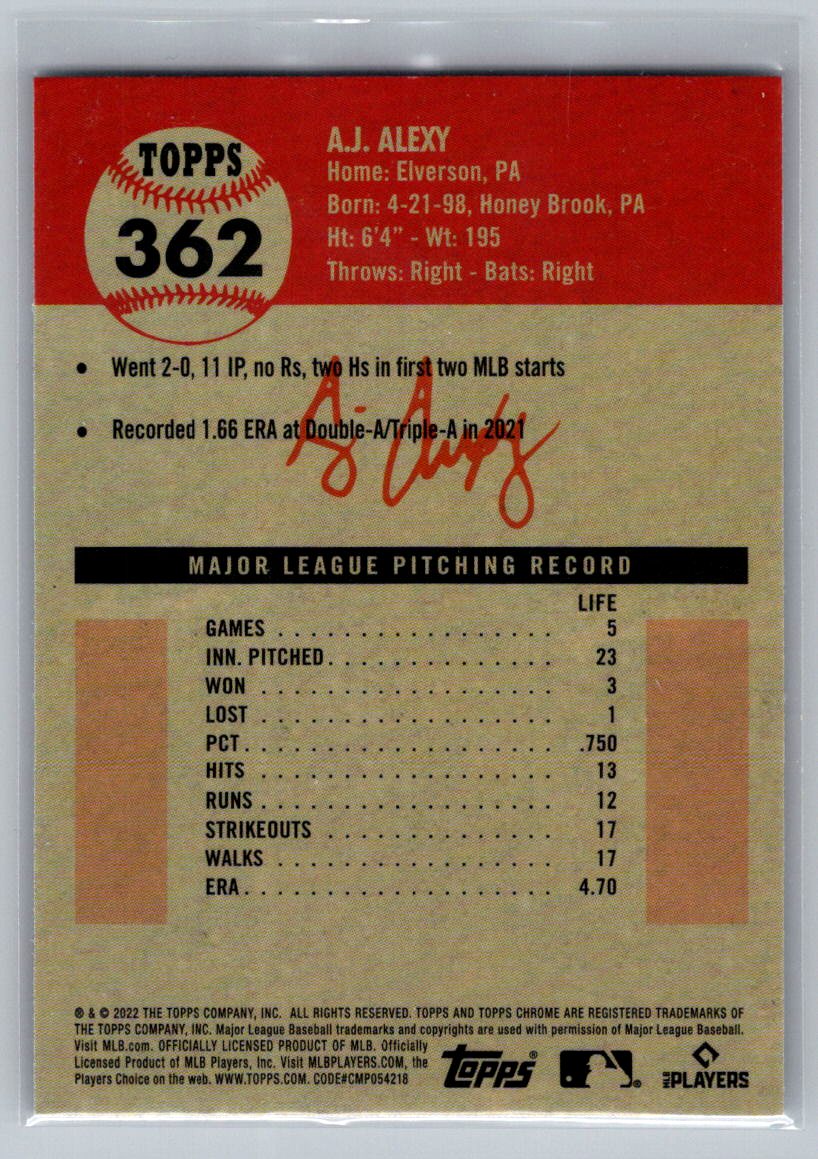 TOPPS
362
A.J. ALEXY
Home: Elverson, PA
Born: 4-21-98, Honey Brook, PA
Ht: 6'4" - Wt: 195
Throws: Right - Bats: Right
• Went 2-0, 11 IP, no Rs, two Hs in first two MLB starts
• Recorded 1.66 ERA at Double-A/Triple-A in 2021
A.J. Alexy
MAJOR LEAGUE PITCHING RECORD
LIFE
GAMES . . . . . . . . . . . . . . . . . 5
INN. PITCHED . . . . . . . . . . . . . . 23
WON . . . . . . . . . . . . . . . . . . 3
LOST . . . . . . . . . . . . . . . . . . 1
PCT. . . . . . . . . . . . . . . . . . . .750
HITS . . . . . . . . . . . . . . . . . . 13
RUNS . . . . . . . . . . . . . . . . . . 12
STRIKEOUTS . . . . . . . . . . . . . . 17
WALKS . . . . . . . . . . . . . . . . . 17
ERA. . . . . . . . . . . . . . . . . . . 4.70
® & © 2022 THE TOPPS COMPANY, INC. ALL RIGHTS RESERVED. TOPPS AND TOPPS CHROME ARE REGISTERED TRADEMARKS OF
THE TOPPS COMPANY, INC. Major League Baseball trademarks and copyrights are used with permission of Major League Baseball.
Visit MLB.com. OFFICIALLY LICENSED PRODUCT OF MLB. Officially
Licensed Product of MLB Players, Inc. Visit MLBPLAYERS.COM, the
Players Choice on the web. WWW.TOPPS.COM. CODE#CMP054218
topps®
MLB PLAYERS